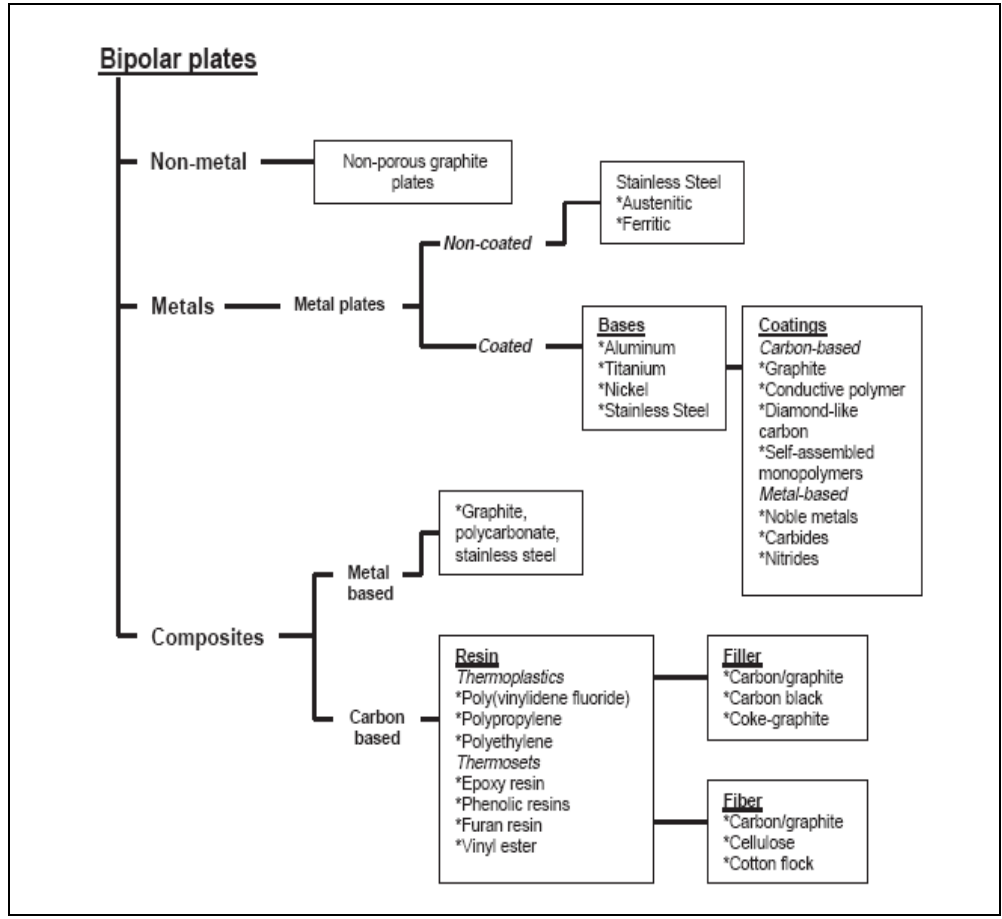 Bipolar plates
Non-metal
Non-porous graphite
plates
Metals
Metal plates
Non-coated
Stainless Steel
*Austenitic
*Ferritic
Coated
Bases
*Aluminum
*Titanium
*Nickel
*Stainless Steel
Coatings
Carbon-based
*Graphite
*Conductive polymer
*Diamond-like
carbon
*Self-assembled
monopolymers
Metal-based
*Noble metals
*Carbides
*Nitrides
Composites
Metal
based
*Graphite,
polycarbonate,
stainless steel
Carbon
based
Resin
Thermoplastics
*Poly(vinylidene fluoride)
*Polypropylene
*Polyethylene
Thermosets
*Epoxy resin
*Phenolic resins
*Furan resin
*Vinyl ester
Filler
*Carbon/graphite
*Carbon black
*Coke-graphite
Fiber
*Carbon/graphite
*Cellulose
*Cotton flock